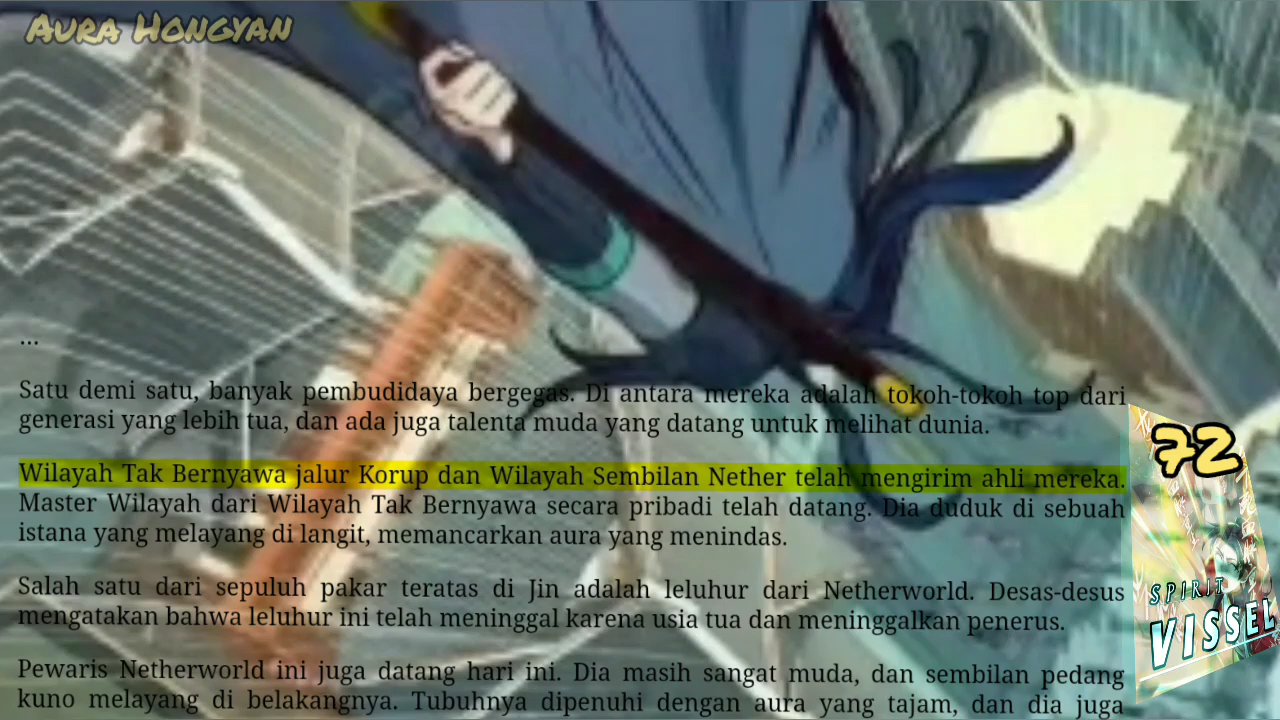 Aura Hongyan
...
Satu demi satu, banyak pembudidaya bergegas. Di antara mereka adalah tokoh-tokoh top dari
generasi yang lebih tua, dan ada juga talenta muda yang datang untuk melihat dunia.
Wilayah Tak Bernyawa jalur Korup dan Wilayah Sembilan Nether telah mengirim ahli mereka.
Master Wilayah dari Wilayah Tak Bernyawa secara pribadi telah datang. Dia duduk di sebuah
istana yang melayang di langit, memancarkan aura yang menindas.
Salah satu dari sepuluh pakar teratas di Jin adalah leluhur dari Netherworld. Desas-desus
mengatakan bahwa leluhur ini telah meninggal karena usia tua dan meninggalkan penerus.
Pewaris Netherworld ini juga datang hari ini. Dia masih sangat muda, dan sembilan pedang
kuno melayang di belakangnya. Tubuhnya dipenuhi dengan aura yang tajam, dan dia juga
72
SPIRIT
VISSEL